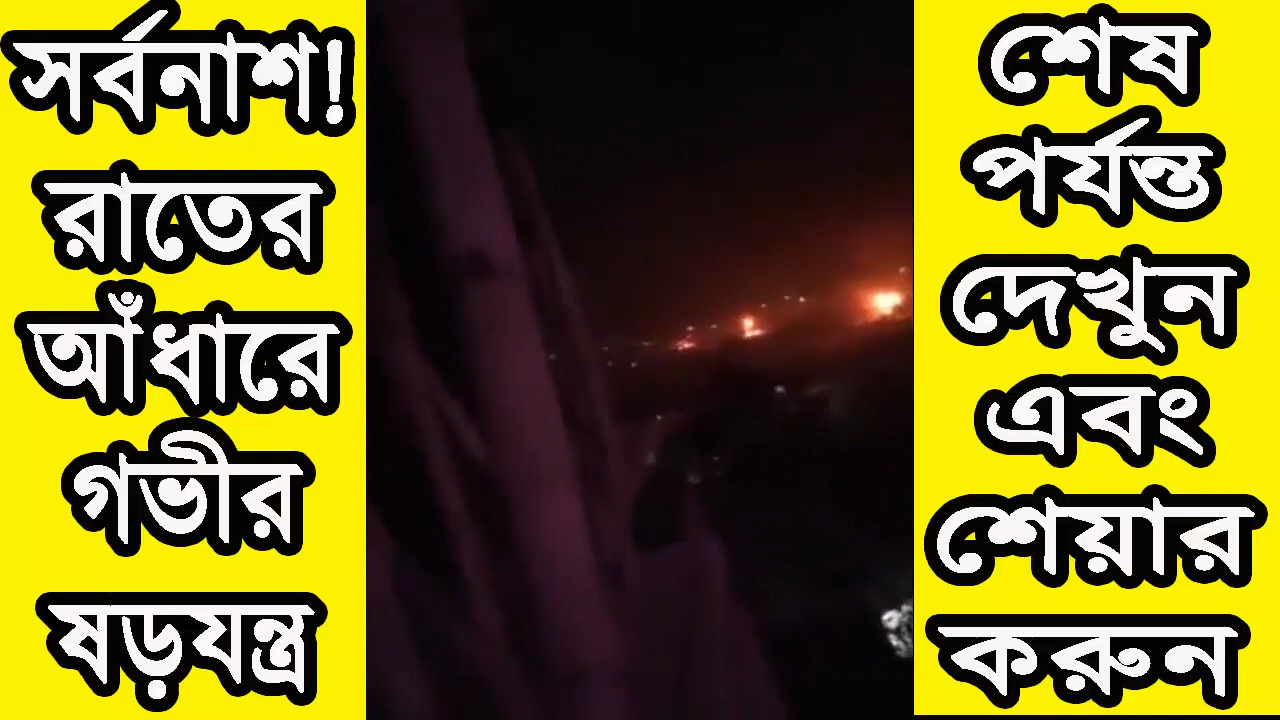 সর্বনাশ!
রাতের
আঁধারে
গভীর
ষড়যন্ত্র
শেষ
পর্যন্ত
দেখুন
এবং
শেয়ার
করুন